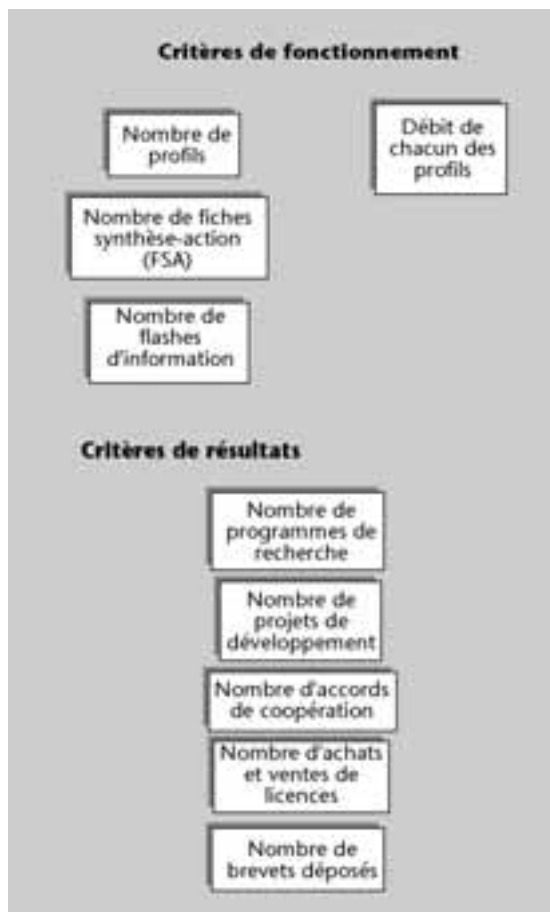 Critères de fonctionnement
Nombre de
profils
Débit de
chacun des
profils
Nombre de fiches
synthèse-action
(FSA)
Nombre de
flashes
d'information
Critères de résultats
Nombre de
programmes de
recherche
Nombre de
projets de
développement
Nombre d'accords
de coopération
Nombre d'achats
et ventes de
licences
Nombre de
brevets déposés